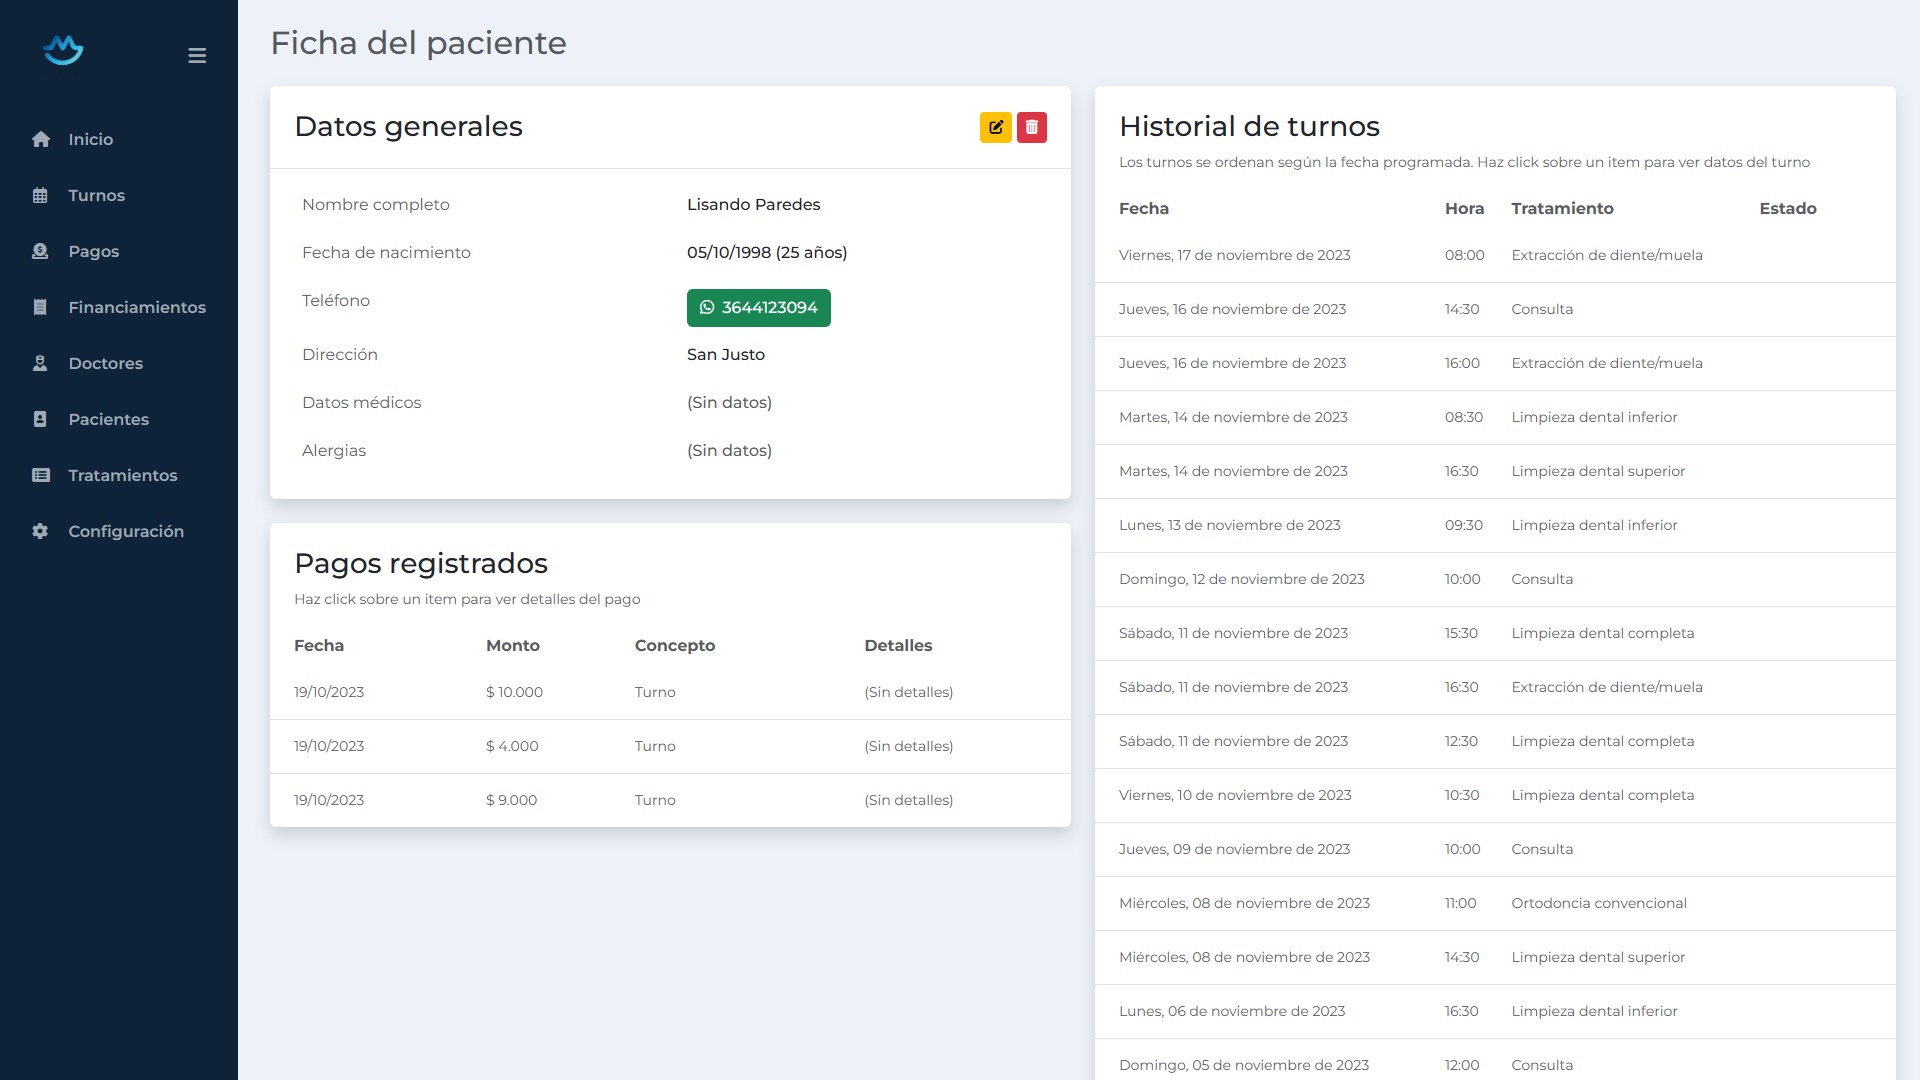 Inicio
Turnos
Pagos
Financiamientos
Doctores
Pacientes
Tratamientos
Configuración
Ficha del paciente
Datos generales
Nombre completo Lisando Paredes
Fecha de nacimiento 05/10/1998 (25 años)
Teléfono 3644123094
Dirección San Justo
Datos médicos (Sin datos)
Alergias (Sin datos)
Pagos registrados
Haz click sobre un item para ver detalles del pago
Fecha Monto Concepto Detalles
19/10/2023 $ 10.000 Turno (Sin detalles)
19/10/2023 $ 4.000 Turno (Sin detalles)
19/10/2023 $ 9.000 Turno (Sin detalles)
Historial de turnos
Los turnos se ordenan según la fecha programada. Haz click sobre un item para ver datos del turno
Fecha Hora Tratamiento Estado
Viernes, 17 de noviembre de 2023 08:00 Extracción de diente/muela
Jueves, 16 de noviembre de 2023 14:30 Consulta
Jueves, 16 de noviembre de 2023 16:00 Extracción de diente/muela
Martes, 14 de noviembre de 2023 08:30 Limpieza dental inferior
Martes, 14 de noviembre de 2023 16:30 Limpieza dental superior
Lunes, 13 de noviembre de 2023 09:30 Limpieza dental inferior
Domingo, 12 de noviembre de 2023 10:00 Consulta
Sábado, 11 de noviembre de 2023 15:30 Limpieza dental completa
Sábado, 11 de noviembre de 2023 16:30 Extracción de diente/muela
Sábado, 11 de noviembre de 2023 12:30 Limpieza dental completa
Viernes, 10 de noviembre de 2023 10:30 Limpieza dental completa
Jueves, 09 de noviembre de 2023 10:00 Consulta
Miércoles, 08 de noviembre de 2023 11:00 Ortodoncia convencional
Miércoles, 08 de noviembre de 2023 14:30 Limpieza dental superior
Lunes, 06 de noviembre de 2023 16:30 Limpieza dental inferior
Domingo, 05 de noviembre de 2023 12:00 Consulta